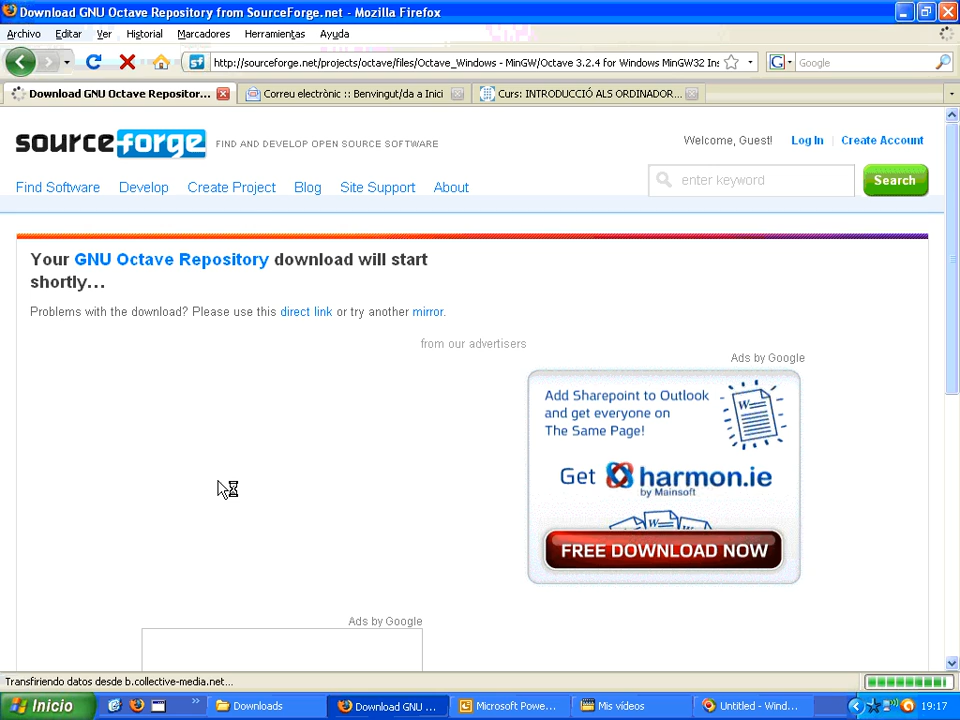 Download GNU Octave Repository from SourceForge.net - Mozilla Firefox
Archivo Editar Ver Historial Marcadores Herramientas Ayuda
http://sourceforge.net/projects/octave/files/Octave_Windows - MinGW/Octave 3.2.4 for Windows MinGW32 Ins
Google
Download GNU Octave Repositor...
Correu electrònic :: Benvingut/da a Inici
Curs: INTRODUCCIÓ ALS ORDINADOR...
sourceforge FIND AND DEVELOP OPEN SOURCE SOFTWARE
Welcome, Guest! Log In Create Account
Find Software Develop Create Project Blog Site Support About
enter keyword Search
Your GNU Octave Repository download will start
shortly...
Problems with the download? Please use this direct link or try another mirror.
from our advertisers
Ads by Google
Add Sharepoint to Outlook
and get everyone on
The Same Page!
Get harmon.ie
by Mainsoft
FREE DOWNLOAD NOW
Ads by Google
Transfiriendo datos desde b.collective-media.net...
Inicio
Downloads
Download GNU ...
Microsoft Powe...
Mis vídeos
Untitled - Wind...
19:17